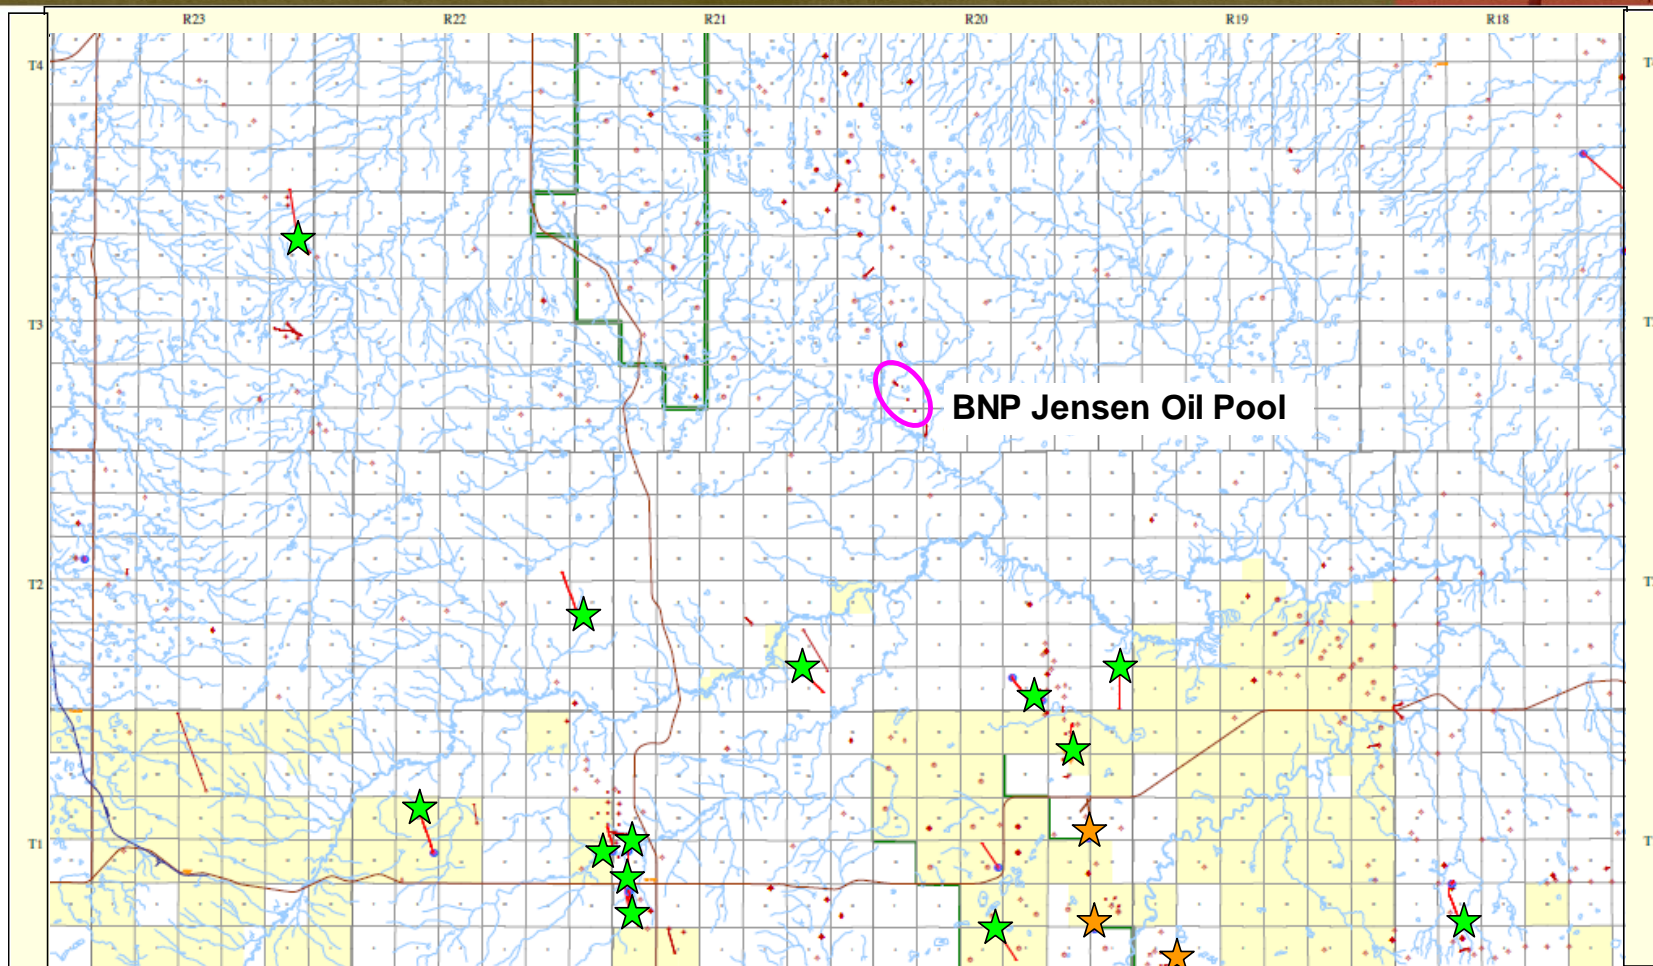 R23 R22 R21 R20 R19 R18
T4
T3
BNP Jensen Oil Pool
T2
T1